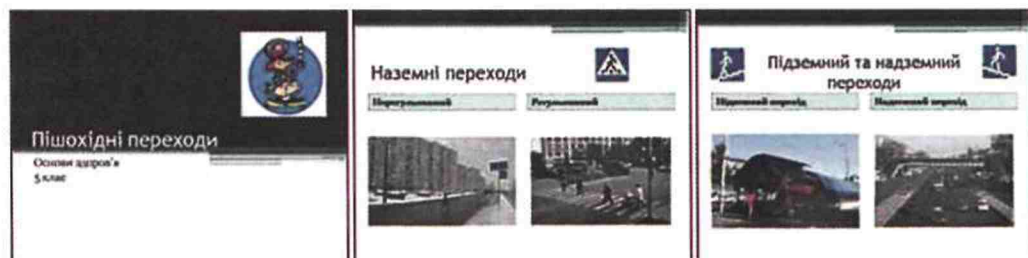 Пішохідні переходи
Основи здоров'я
5 клас
Наземні переходи
Нерегульований
Регульований
Підземний та надземний
переходи
Підземний перехід
Надземний перехід